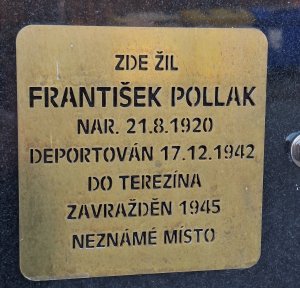 ZDE ŽIL
FRANTIŠEK POLLAK
NAR. 21.8.1920
DEPORTOVÁN 17.12.1942
DO TEREZÍNA
ZAVRAŽDĚN 1945
NEZNÁMÉ MÍSTO